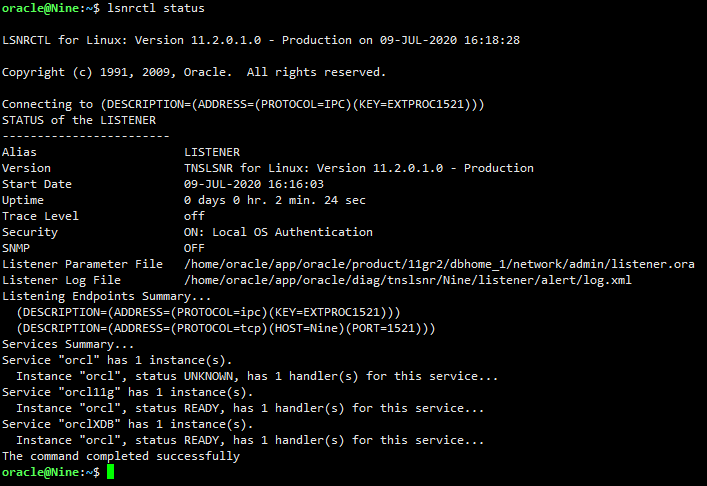 oracle@Nine:~$ lsnrctl status
LSNRCTL for Linux: Version 11.2.0.1.0 - Production on 09-JUL-2020 16:18:28
Copyright (c) 1991, 2009, Oracle.  All rights reserved.
Connecting to (DESCRIPTION=(ADDRESS=(PROTOCOL=IPC)(KEY=EXTPROC1521)))
STATUS of the LISTENER
------------------------
Alias                     LISTENER
Version                   TNSLSNR for Linux: Version 11.2.0.1.0 - Production
Start Date                09-JUL-2020 16:16:03
Uptime                    0 days 0 hr. 2 min. 24 sec
Trace Level               off
Security                  ON: Local OS Authentication
SNMP                      OFF
Listener Parameter File   /home/oracle/app/oracle/product/11gr2/dbhome_1/network/admin/listener.ora
Listener Log File         /home/oracle/app/oracle/diag/tnslsnr/Nine/listener/alert/log.xml
Listening Endpoints Summary...
  (DESCRIPTION=(ADDRESS=(PROTOCOL=ipc)(KEY=EXTPROC1521)))
  (DESCRIPTION=(ADDRESS=(PROTOCOL=tcp)(HOST=Nine)(PORT=1521)))
Services Summary...
Service "orcl" has 1 instance(s).
  Instance "orcl", status UNKNOWN, has 1 handler(s) for this service...
Service "orcl11g" has 1 instance(s).
  Instance "orcl", status READY, has 1 handler(s) for this service...
Service "orclXDB" has 1 instance(s).
  Instance "orcl", status READY, has 1 handler(s) for this service...
The command completed successfully
oracle@Nine:~$